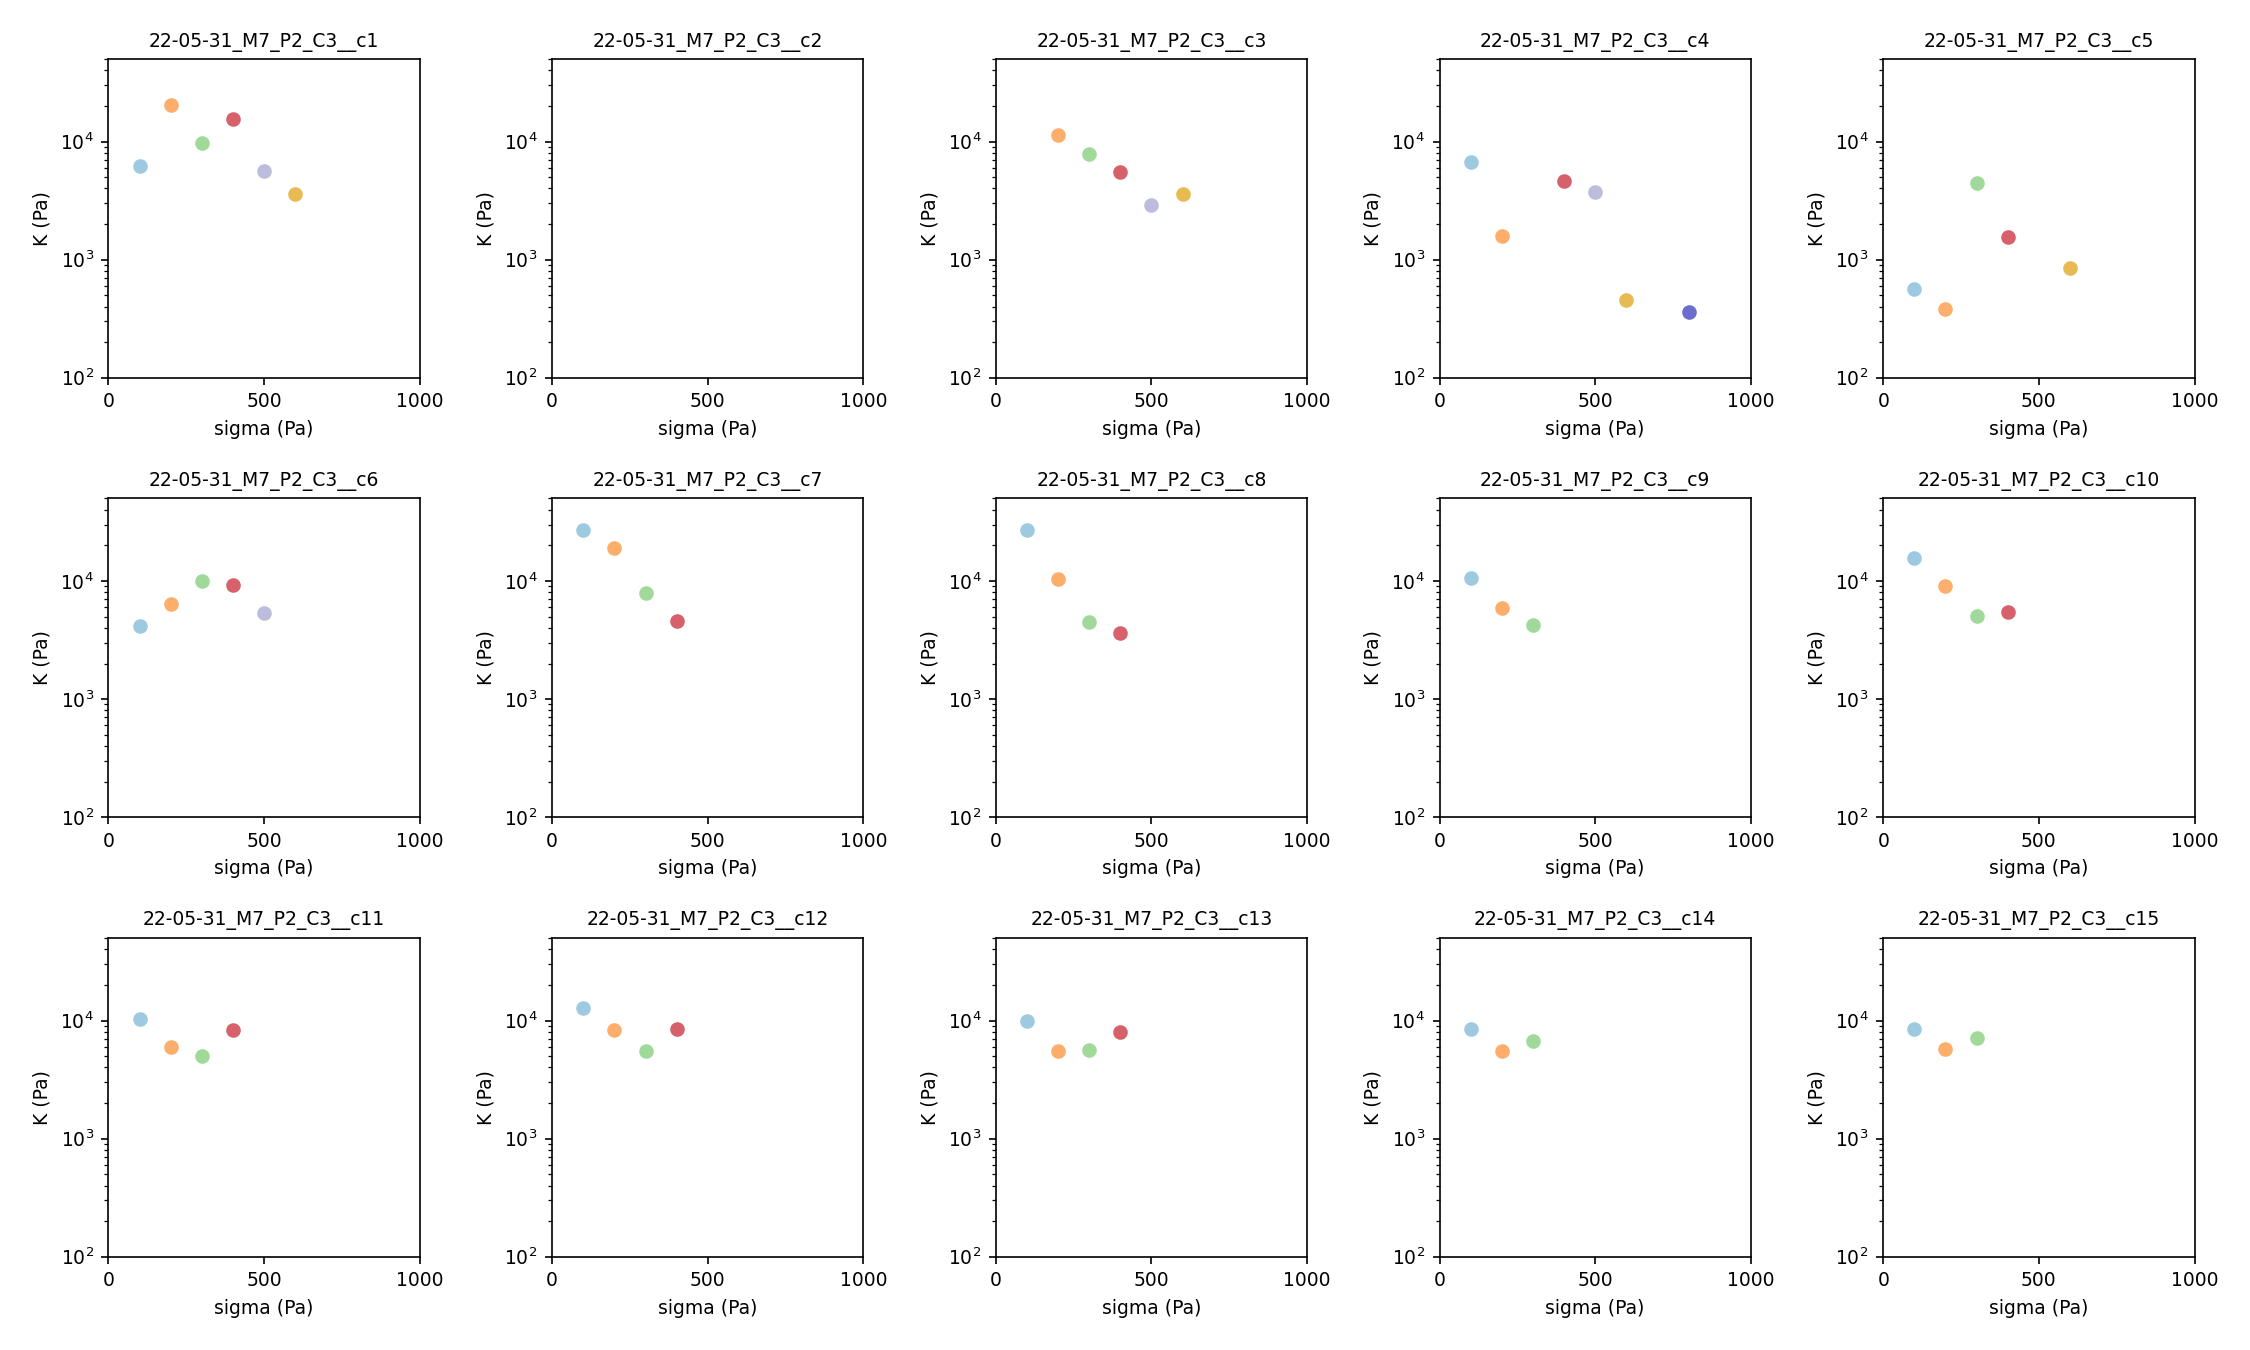 22-05-31_M7_P2_C3__c1
22-05-31_M7_P2_C3__c2
22-05-31_M7_P2_C3__c3
22-05-31_M7_P2_C3__c4
22-05-31_M7_P2_C3__c5
K (Pa)
10^4
10^3
10^2
0 500 1000
sigma (Pa)
K (Pa)
10^4
10^3
10^2
0 500 1000
sigma (Pa)
K (Pa)
10^4
10^3
10^2
0 500 1000
sigma (Pa)
K (Pa)
10^4
10^3
10^2
0 500 1000
sigma (Pa)
K (Pa)
10^4
10^3
10^2
0 500 1000
sigma (Pa)
22-05-31_M7_P2_C3__c6
22-05-31_M7_P2_C3__c7
22-05-31_M7_P2_C3__c8
22-05-31_M7_P2_C3__c9
22-05-31_M7_P2_C3__c10
K (Pa)
10^4
10^3
10^2
0 500 1000
sigma (Pa)
K (Pa)
10^4
10^3
10^2
0 500 1000
sigma (Pa)
K (Pa)
10^4
10^3
10^2
0 500 1000
sigma (Pa)
K (Pa)
10^4
10^3
10^2
0 500 1000
sigma (Pa)
K (Pa)
10^4
10^3
10^2
0 500 1000
sigma (Pa)
22-05-31_M7_P2_C3__c11
22-05-31_M7_P2_C3__c12
22-05-31_M7_P2_C3__c13
22-05-31_M7_P2_C3__c14
22-05-31_M7_P2_C3__c15
K (Pa)
10^4
10^3
10^2
0 500 1000
sigma (Pa)
K (Pa)
10^4
10^3
10^2
0 500 1000
sigma (Pa)
K (Pa)
10^4
10^3
10^2
0 500 1000
sigma (Pa)
K (Pa)
10^4
10^3
10^2
0 500 1000
sigma (Pa)
K (Pa)
10^4
10^3
10^2
0 500 1000
sigma (Pa)